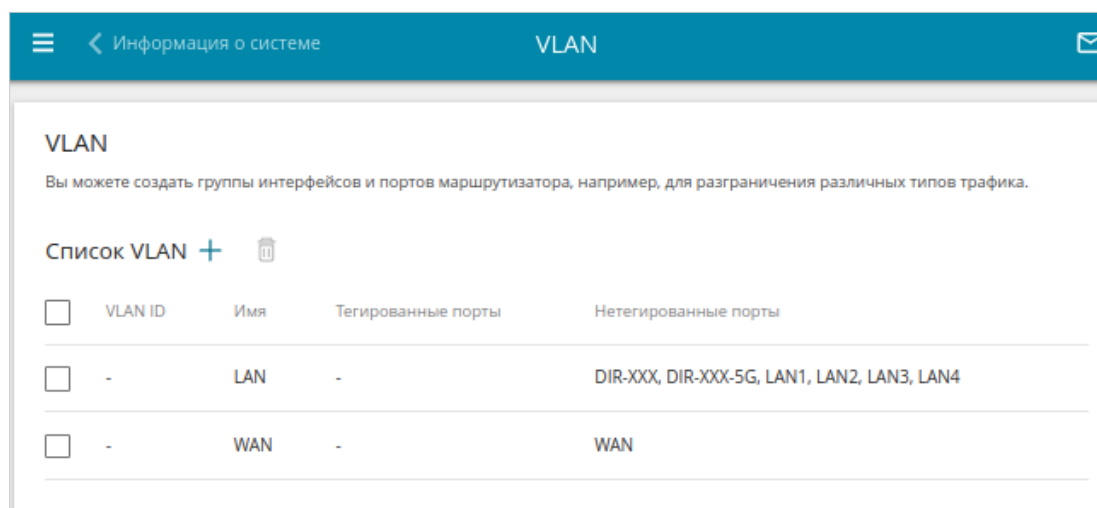 Информация о системе VLAN
VLAN
Вы можете создать группы интерфейсов и портов маршрутизатора, например, для разграничения различных типов трафика.
Список VLAN
VLAN ID Имя Тегированные порты Нетегированные порты
- LAN - DIR-XXX, DIR-XXX-5G, LAN1, LAN2, LAN3, LAN4
- WAN - WAN